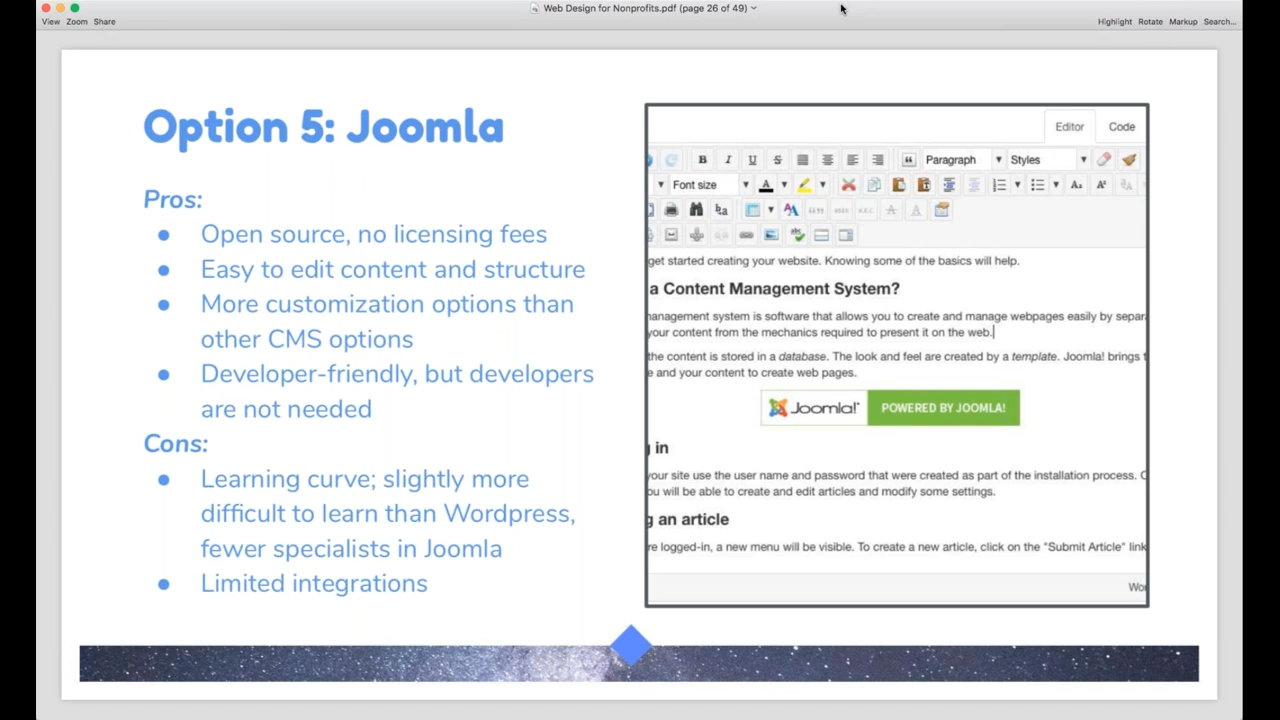 Web Design for Nonprofits.pdf (page 26 of 49)
View Zoom Share
Highlight Rotate Markup Search...
Option 5: Joomla
Pros:
● Open source, no licensing fees
● Easy to edit content and structure
● More customization options than
other CMS options
● Developer-friendly, but developers
are not needed
Cons:
● Learning curve; slightly more
difficult to learn than Wordpress,
fewer specialists in Joomla
● Limited integrations
Editor Code
Paragraph Styles
Font size
get started creating your website. Knowing some of the basics will help.
a Content Management System?
management system is software that allows you to create and manage webpages easily by separa
your content from the mechanics required to present it on the web.
the content is stored in a database. The look and feel are created by a template. Joomla! brings t
e and your content to create web pages.
Joomla!® POWERED BY JOOMLA!
g in
your site use the user name and password that were created as part of the installation process. O
ou will be able to create and edit articles and modify some settings.
g an article
re logged-in, a new menu will be visible. To create a new article, click on the "Submit Article" link
Wor